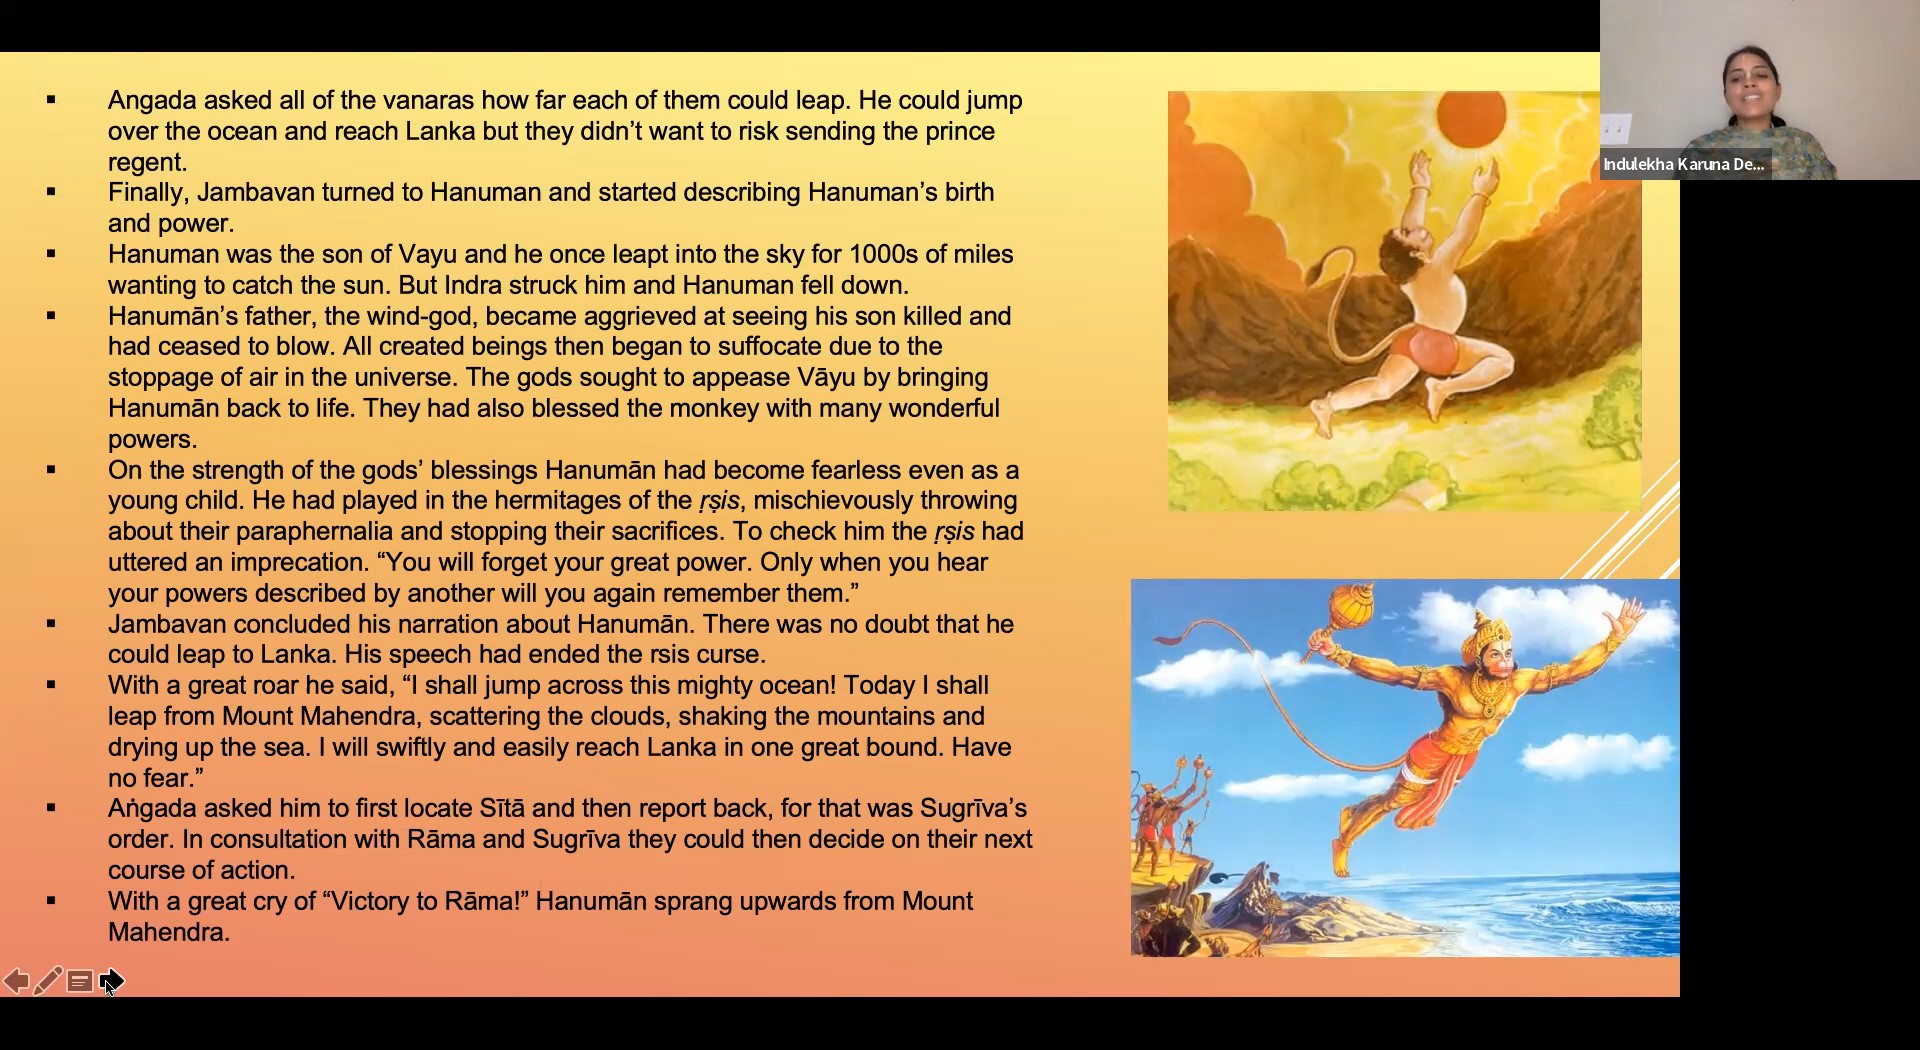 Angada asked all of the vanaras how far each of them could leap. He could jump
over the ocean and reach Lanka but they didn’t want to risk sending the prince
regent.
Finally, Jambavan turned to Hanuman and started describing Hanuman’s birth
and power.
Hanuman was the son of Vayu and he once leapt into the sky for 1000s of miles
wanting to catch the sun. But Indra struck him and Hanuman fell down.
Hanumān’s father, the wind-god, became aggrieved at seeing his son killed and
had ceased to blow. All created beings then began to suffocate due to the
stoppage of air in the universe. The gods sought to appease Vāyu by bringing
Hanumān back to life. They had also blessed the monkey with many wonderful
powers.
On the strength of the gods’ blessings Hanumān had become fearless even as a
young child. He had played in the hermitages of the ṛṣis, mischievously throwing
about their paraphernalia and stopping their sacrifices. To check him the ṛṣis had
uttered an imprecation. “You will forget your great power. Only when you hear
your powers described by another will you again remember them.”
Jambavan concluded his narration about Hanumān. There was no doubt that he
could leap to Lanka. His speech had ended the rsis curse.
With a great roar he said, “I shall jump across this mighty ocean! Today I shall
leap from Mount Mahendra, scattering the clouds, shaking the mountains and
drying up the sea. I will swiftly and easily reach Lanka in one great bound. Have
no fear.”
Aṅgada asked him to first locate Sītā and then report back, for that was Sugrīva’s
order. In consultation with Rāma and Sugrīva they could then decide on their next
course of action.
With a great cry of “Victory to Rāma!” Hanumān sprang upwards from Mount
Mahendra.
Indulekha Karuna De...